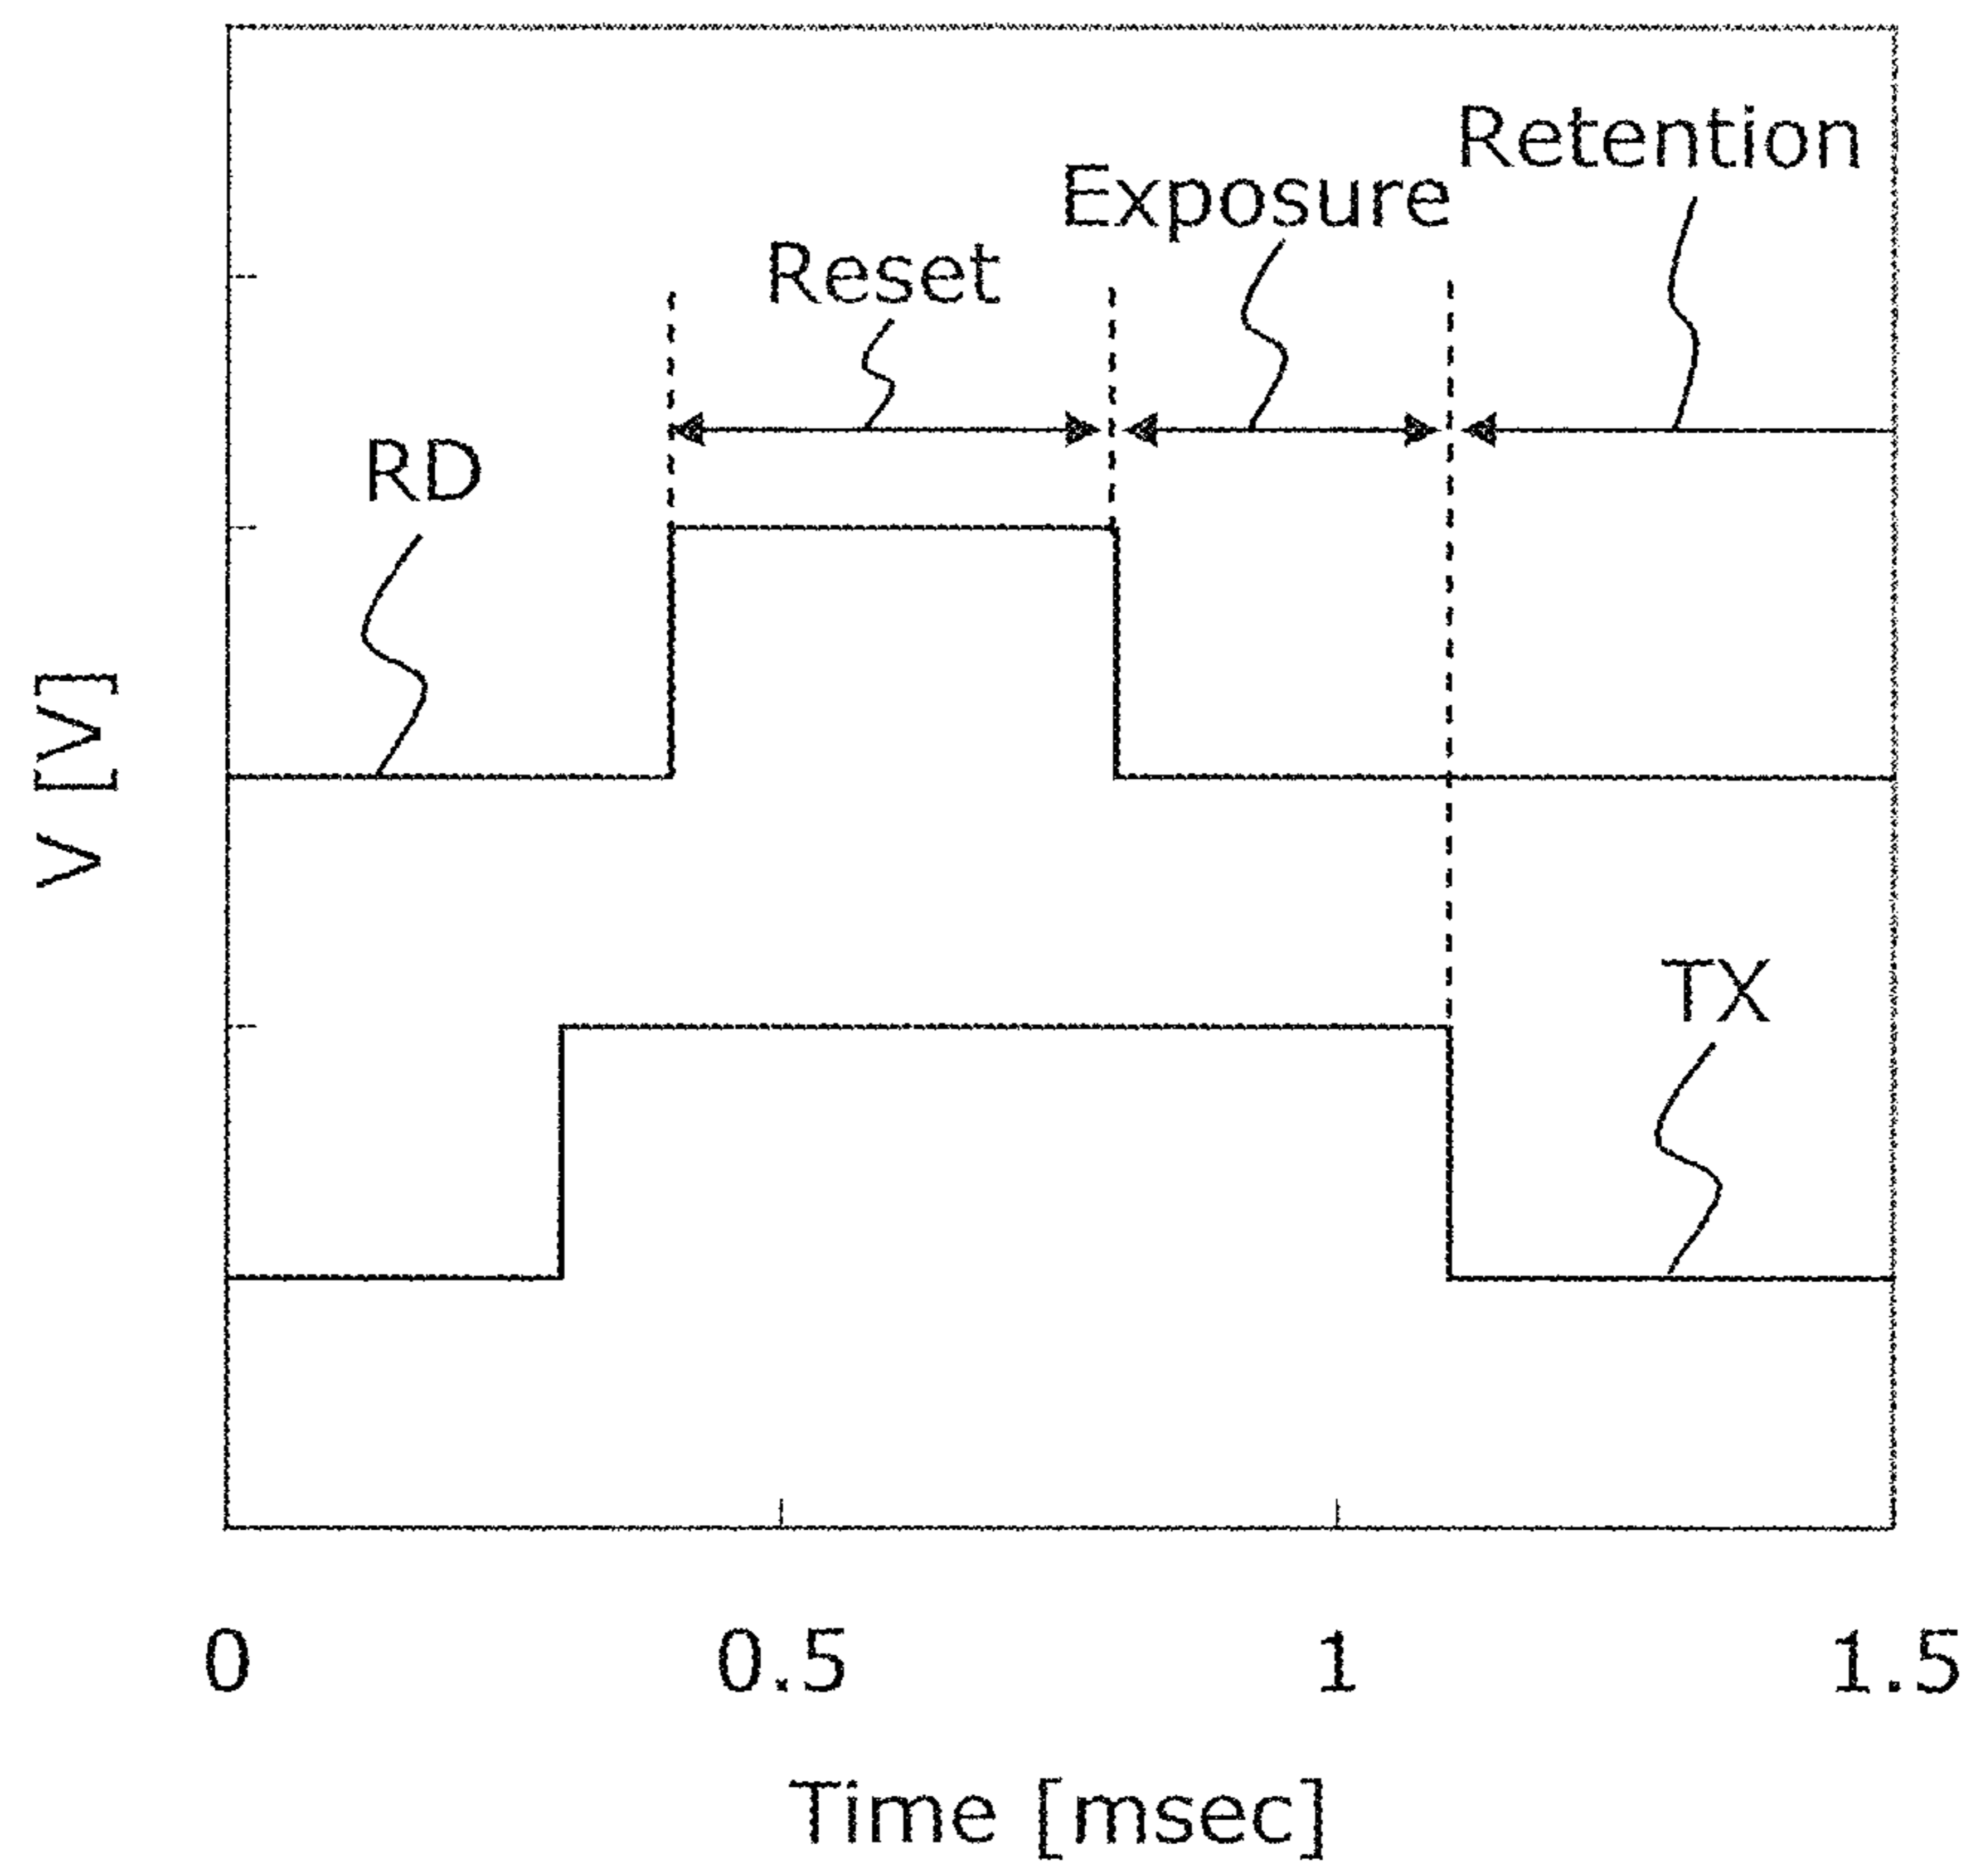 Retention
Exposure
Reset
RD
V [V]
TX
0 0.5 1 1.5
Time [msec]